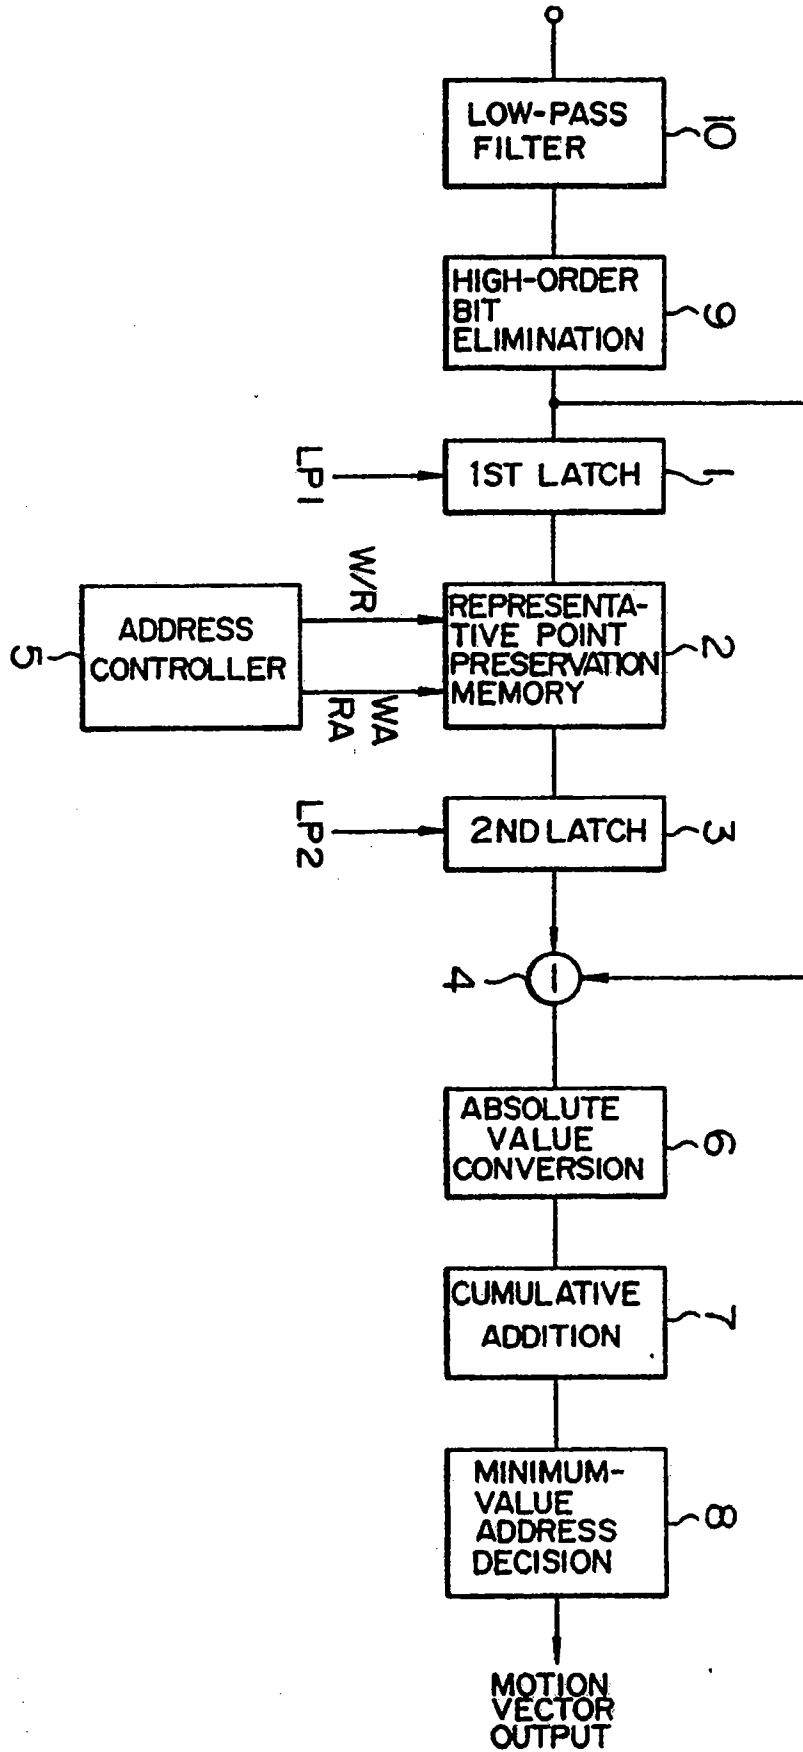 LOW-PASS
FILTER
10
HIGH-ORDER
BIT
ELIMINATION
9
LP1
1ST LATCH
1
W/R
ADDRESS
CONTROLLER
5
WA
RA
REPRESENTA-
TIVE POINT
PRESERVATION
MEMORY
2
LP2
2ND LATCH
3
4
ABSOLUTE
VALUE
CONVERSION
6
CUMULATIVE
ADDITION
7
MINIMUM-
VALUE
ADDRESS
DECISION
8
MOTION
VECTOR
OUTPUT